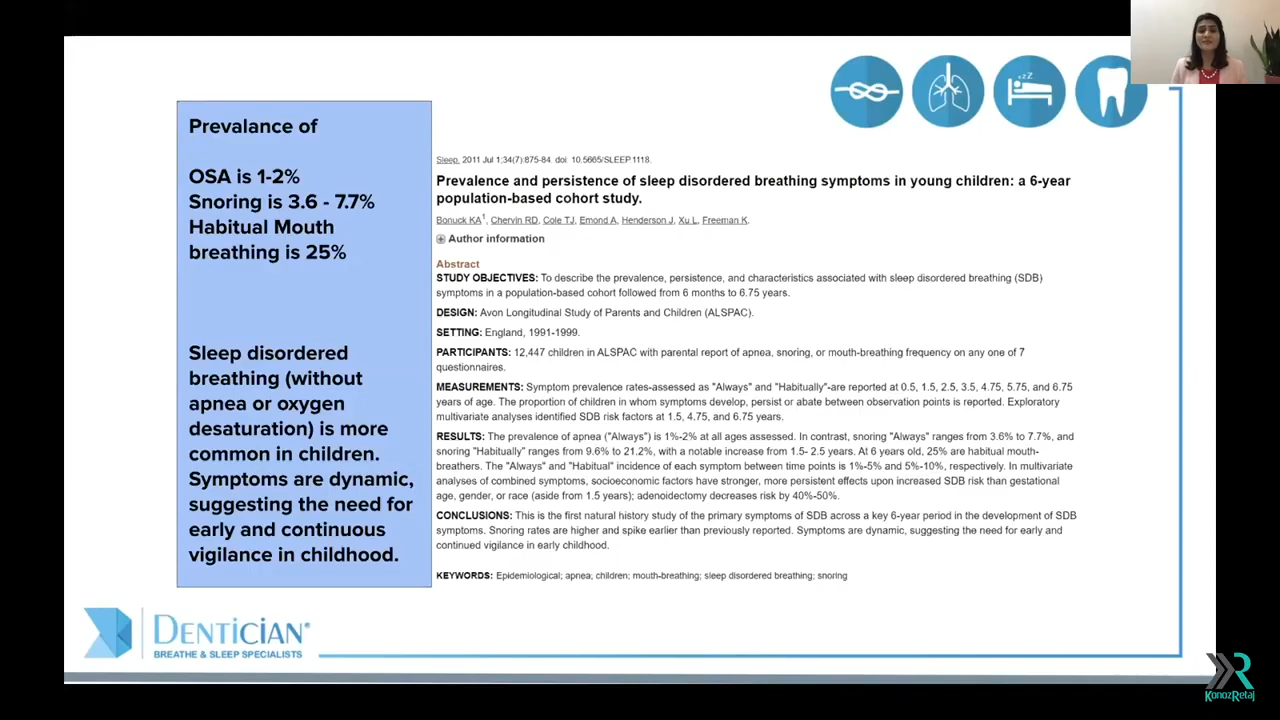 Prevalance of
OSA is 1-2%
Snoring is 3.6 - 7.7%
Habitual Mouth
breathing is 25%
Sleep disordered
breathing (without
apnea or oxygen
desaturation) is more
common in children.
Symptoms are dynamic,
suggesting the need for
early and continuous
vigilance in childhood.
Sleep. 2011 Jul 1;34(7):875-84. doi: 10.5665/SLEEP.1118.
Prevalence and persistence of sleep disordered breathing symptoms in young children: a 6-year
population-based cohort study.
Bonuck KA1, Chervin RD, Cole TJ, Emond A, Henderson J, Xu L, Freeman K.
Author information
Abstract
STUDY OBJECTIVES: To describe the prevalence, persistence, and characteristics associated with sleep disordered breathing (SDB)
symptoms in a population-based cohort followed from 6 months to 6.75 years.
DESIGN: Avon Longitudinal Study of Parents and Children (ALSPAC).
SETTING: England, 1991-1999.
PARTICIPANTS: 12,447 children in ALSPAC with parental report of apnea, snoring, or mouth-breathing frequency on any one of 7
questionnaires.
MEASUREMENTS: Symptom prevalence rates-assessed as "Always" and "Habitually"-are reported at 0.5, 1.5, 2.5, 3.5, 4.75, 5.75, and 6.75
years of age. The proportion of children in whom symptoms develop, persist or abate between observation points is reported. Exploratory
multivariate analyses identified SDB risk factors at 1.5, 4.75, and 6.75 years.
RESULTS: The prevalence of apnea ("Always") is 1%-2% at all ages assessed. In contrast, snoring "Always" ranges from 3.6% to 7.7%, and
snoring "Habitually" ranges from 9.6% to 21.2%, with a notable increase from 1.5- 2.5 years. At 6 years old, 25% are habitual mouth-
breathers. The "Always" and "Habitual" incidence of each symptom between time points is 1%-5% and 5%-10%, respectively. In multivariate
analyses of combined symptoms, socioeconomic factors have stronger, more persistent effects upon increased SDB risk than gestational
age, gender, or race (aside from 1.5 years); adenoidectomy decreases risk by 40%-50%.
CONCLUSIONS: This is the first natural history study of the primary symptoms of SDB across a key 6-year period in the development of SDB
symptoms. Snoring rates are higher and spike earlier than previously reported. Symptoms are dynamic, suggesting the need for early and
continued vigilance in early childhood.
KEYWORDS: Epidemiological; apnea; children; mouth-breathing; sleep disordered breathing; snoring
DENTICIAN®
BREATHE & SLEEP SPECIALISTS
KonozRetaj